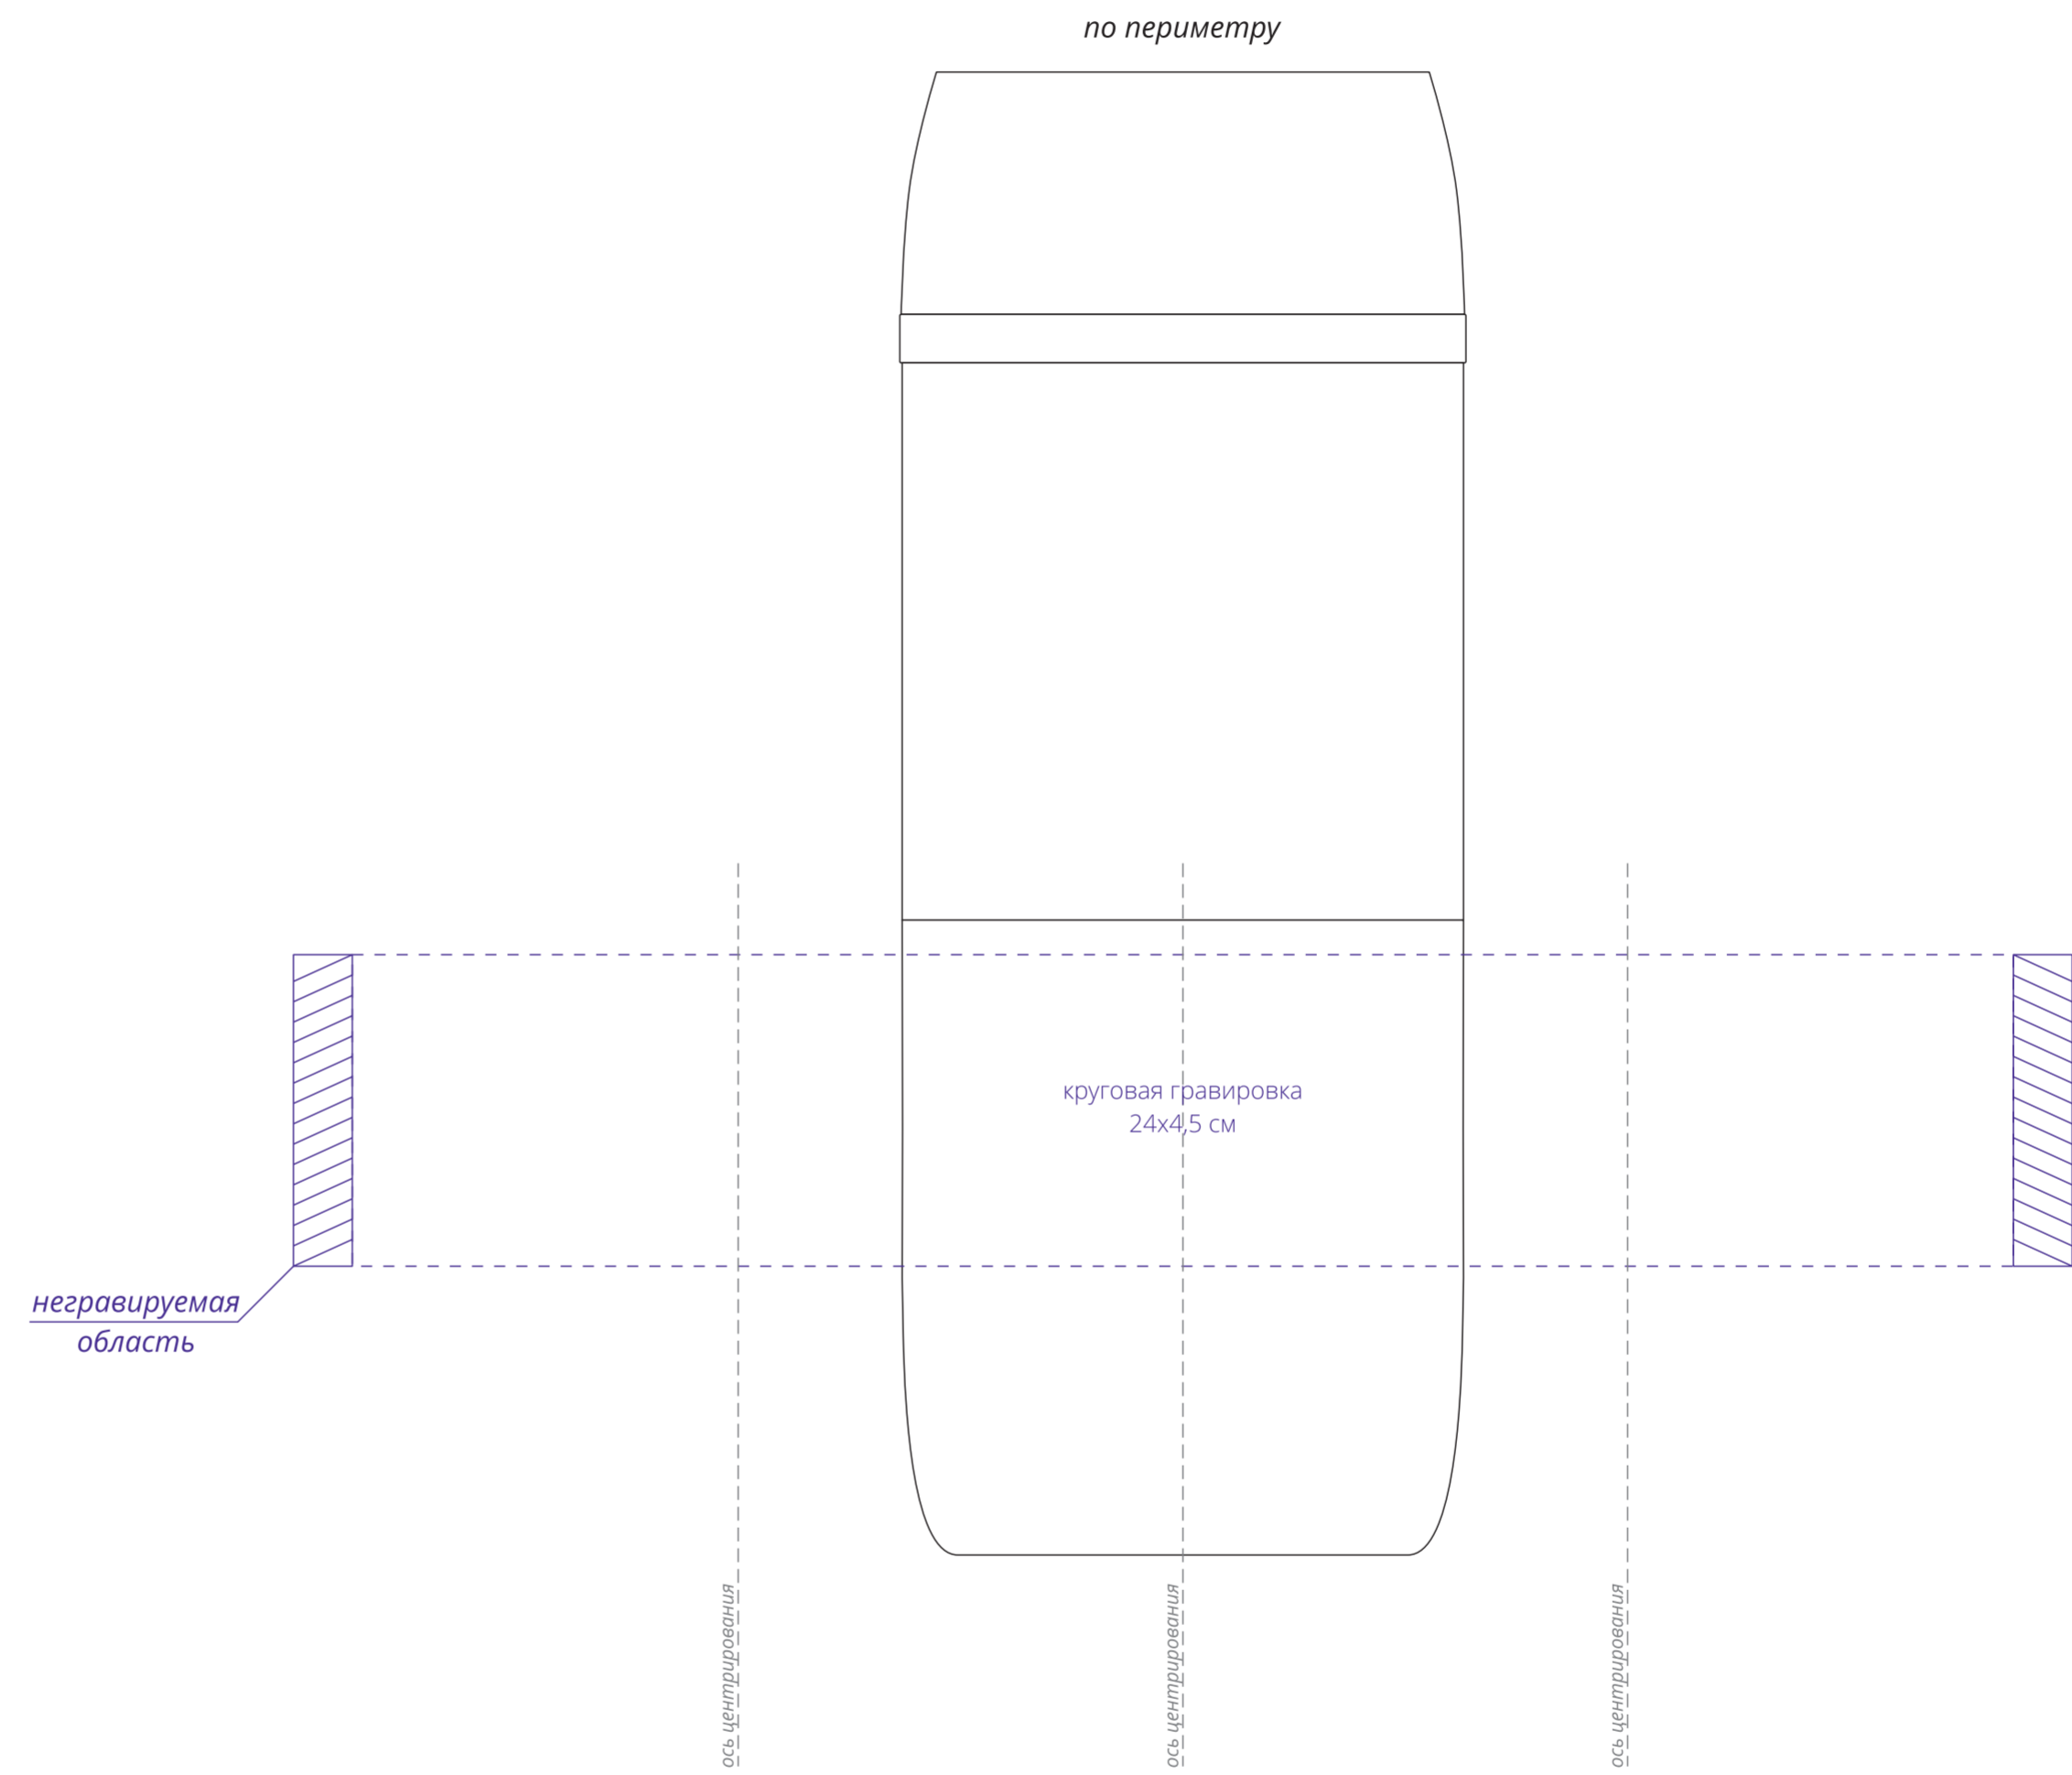 по периметру
круговая гравировка
24х4,5 см
негравируемая
область
ось центрирования
ось центрирования
ось центрирования